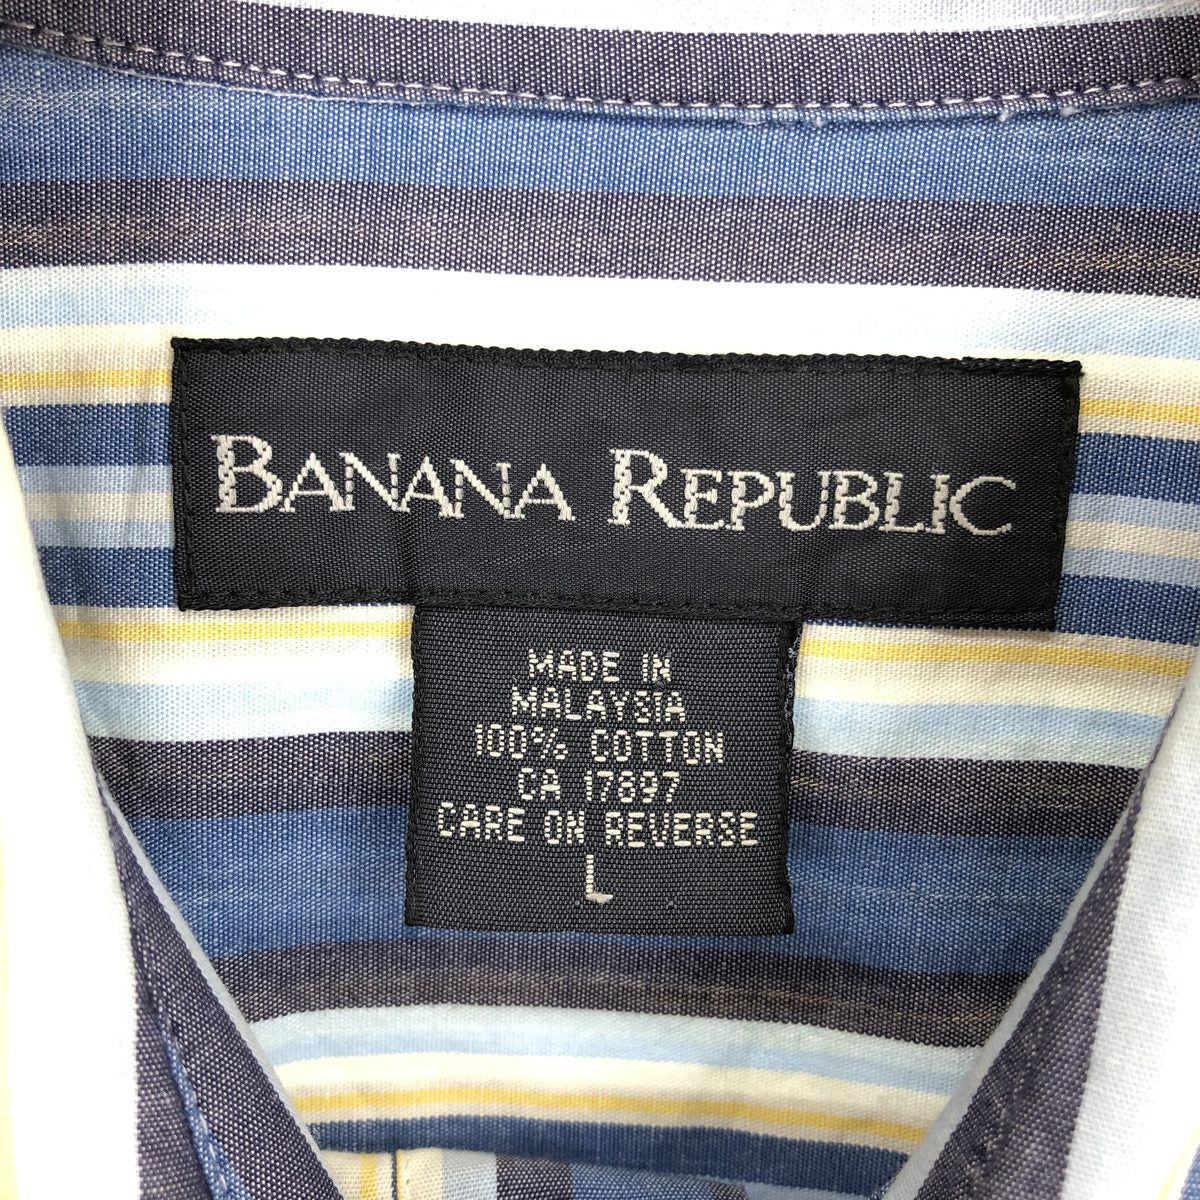 BANANA REPUBLIC
MADE IN
MALAYSIA
100% COTTON
CA 17897
CARE ON REVERSE
L